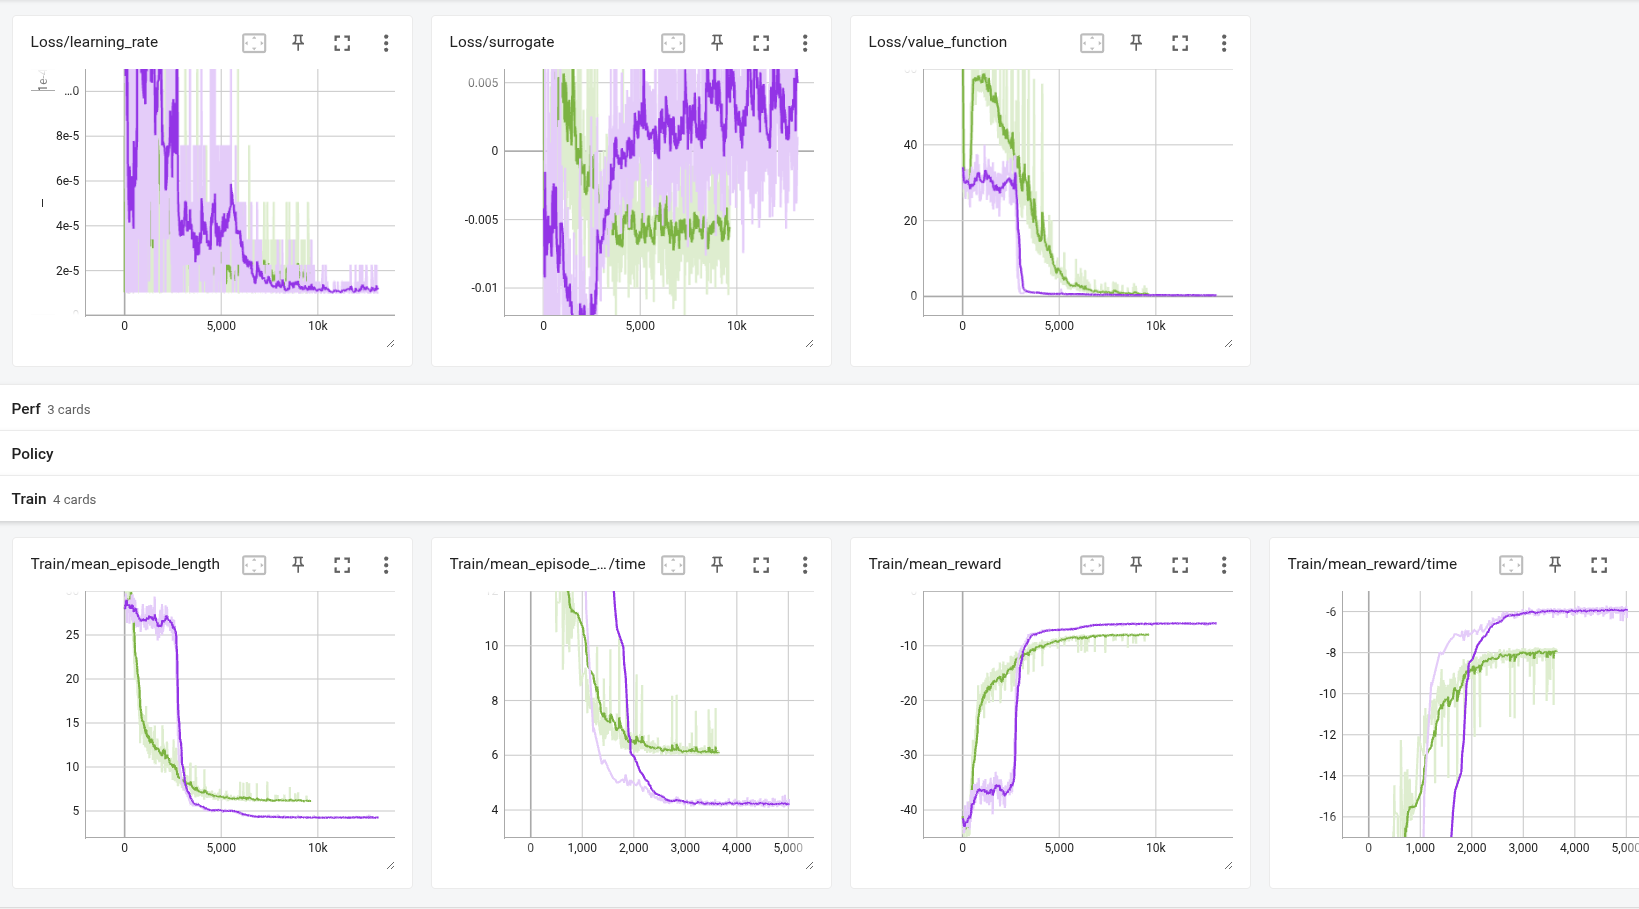 Loss/learning_rate
1e-
...0
8e-5
6e-5
4e-5
2e-5
0 5,000 10k
Loss/surrogate
0.005
0
-0.005
-0.01
0 5,000 10k
Loss/value_function
40
20
0
0 5,000 10k
Perf 3 cards
Policy
Train 4 cards
Train/mean_episode_length
25
20
15
10
5
0 5,000 10k
Train/mean_episode_.../time
10
8
6
4
0 1,000 2,000 3,000 4,000 5,000
Train/mean_reward
-10
-20
-30
-40
0 5,000 10k
Train/mean_reward/time
-6
-8
-10
-12
-14
-16
0 1,000 2,000 3,000 4,000 5,000